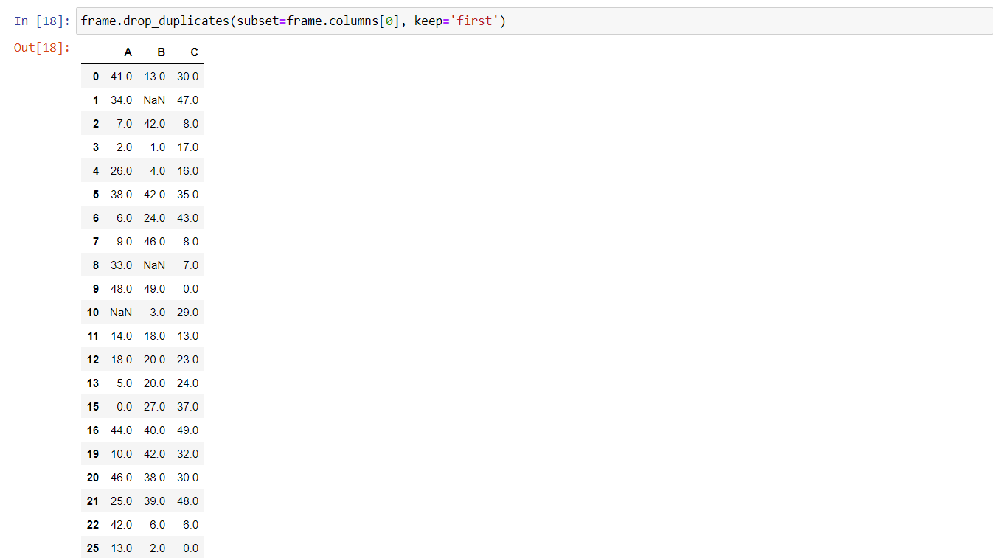 In [18]: frame.drop_duplicates(subset=frame.columns[0], keep='first')
Out[18]:
A B C
0 41.0 13.0 30.0
1 34.0 NaN 47.0
2 7.0 42.0 8.0
3 2.0 1.0 17.0
4 26.0 4.0 16.0
5 38.0 42.0 35.0
6 6.0 24.0 43.0
7 9.0 46.0 8.0
8 33.0 NaN 7.0
9 48.0 49.0 0.0
10 NaN 3.0 29.0
11 14.0 18.0 13.0
12 18.0 20.0 23.0
13 5.0 20.0 24.0
15 0.0 27.0 37.0
16 44.0 40.0 49.0
19 10.0 42.0 32.0
20 46.0 38.0 30.0
21 25.0 39.0 48.0
22 42.0 6.0 6.0
25 13.0 2.0 0.0